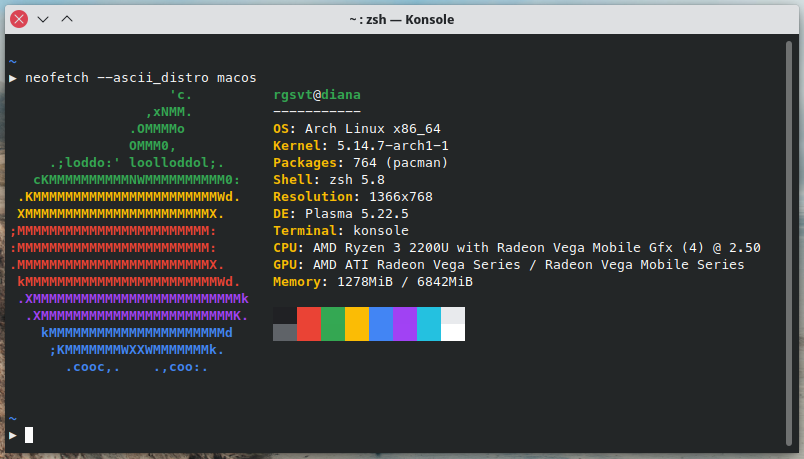 ~ : zsh — Konsole
~
▶ neofetch --ascii_distro macos
                    'c.          rgsvt@diana
                 ,xNMM.          -----------
               .OMMMMo           OS: Arch Linux x86_64
               OMMM0,            Kernel: 5.14.7-arch1-1
     .;loddo:' loolloddol;.      Packages: 764 (pacman)
   cKMMMMMMMMMMNWMMMMMMMMMM0:    Shell: zsh 5.8
 .KMMMMMMMMMMMMMMMMMMMMMMMWd.    Resolution: 1366x768
 XMMMMMMMMMMMMMMMMMMMMMMMX.      DE: Plasma 5.22.5
;MMMMMMMMMMMMMMMMMMMMMMMM:       Terminal: konsole
:MMMMMMMMMMMMMMMMMMMMMMMM:       CPU: AMD Ryzen 3 2200U with Radeon Vega Mobile Gfx (4) @ 2.50
.MMMMMMMMMMMMMMMMMMMMMMMMX.      GPU: AMD ATI Radeon Vega Series / Radeon Vega Mobile Series
 kMMMMMMMMMMMMMMMMMMMMMMMMWd.    Memory: 1278MiB / 6842MiB
 .XMMMMMMMMMMMMMMMMMMMMMMMMMMk
  .XMMMMMMMMMMMMMMMMMMMMMMMMK.
    kMMMMMMMMMMMMMMMMMMMMMMd
     ;KMMMMMMMWXXWMMMMMMMk.
       .cooc,.    .,coo:.
~
▶